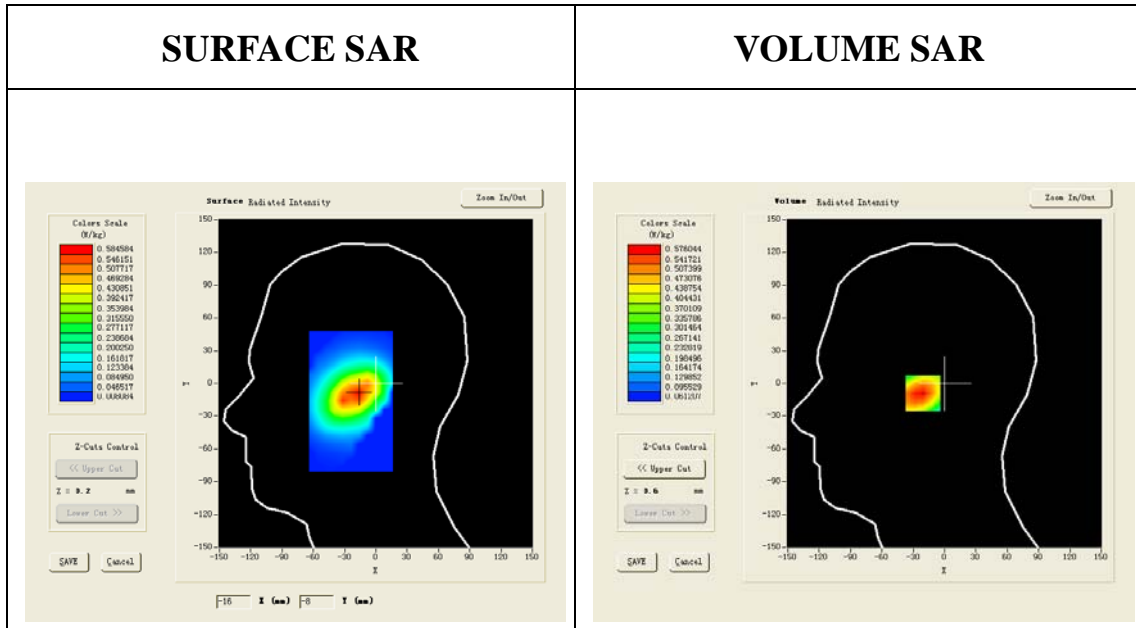 SURFACE SAR
VOLUME SAR
Surface Radiated Intensity
Zoom In/Out
Colors Scale
(W/kg)
0.584584
0.546151
0.507717
0.469284
0.430851
0.392417
0.353984
0.315550
0.277117
0.238684
0.200250
0.161817
0.123384
0.084950
0.046517
0.008084
150
120
90
60
30
0
-30
-60
-90
-120
-150
Y
-150 -120 -90 -60 -30 0 30 60 90 120 150
X
Z-Cuts Control
<< Upper Cut
mm
Lower Cut >>
SAVE Cancel
-16 X (mm) -8 Y (mm)
Volume Radiated Intensity
Zoom In/Out
Colors Scale
(W/kg)
0.576044
0.541721
0.507399
0.473076
0.438754
0.404431
0.370109
0.335786
0.301464
0.267141
0.232819
0.198496
0.164174
0.129852
0.095529
0.061207
150
120
90
60
30
0
-30
-60
-90
-120
-150
Y
-150 -120 -90 -60 -30 0 30 60 90 120 150
X
Z-Cuts Control
<< Upper Cut
mm
Lower Cut >>
SAVE Cancel